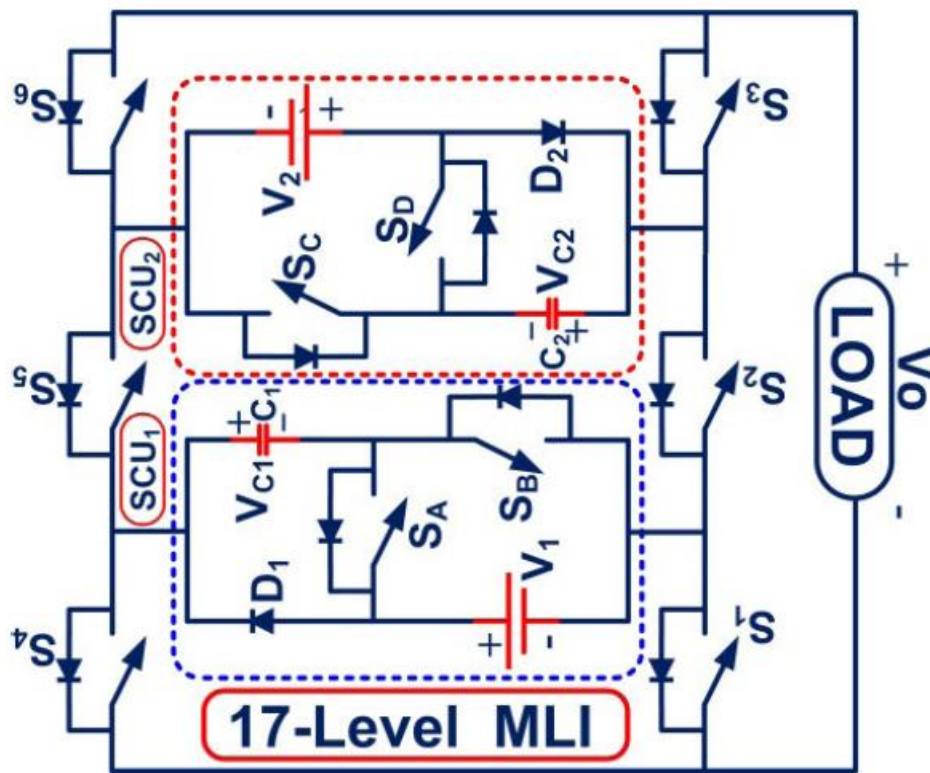 S6
-
+
V2
SD
D2
S3
SC
SCU2
-
+
C2
VC2
+
S5
SCU1
+
-
C1
VC1
SA
SB
S2
LOAD
Vo
D1
V1
+
-
-
S4
S1
17-Level MLI